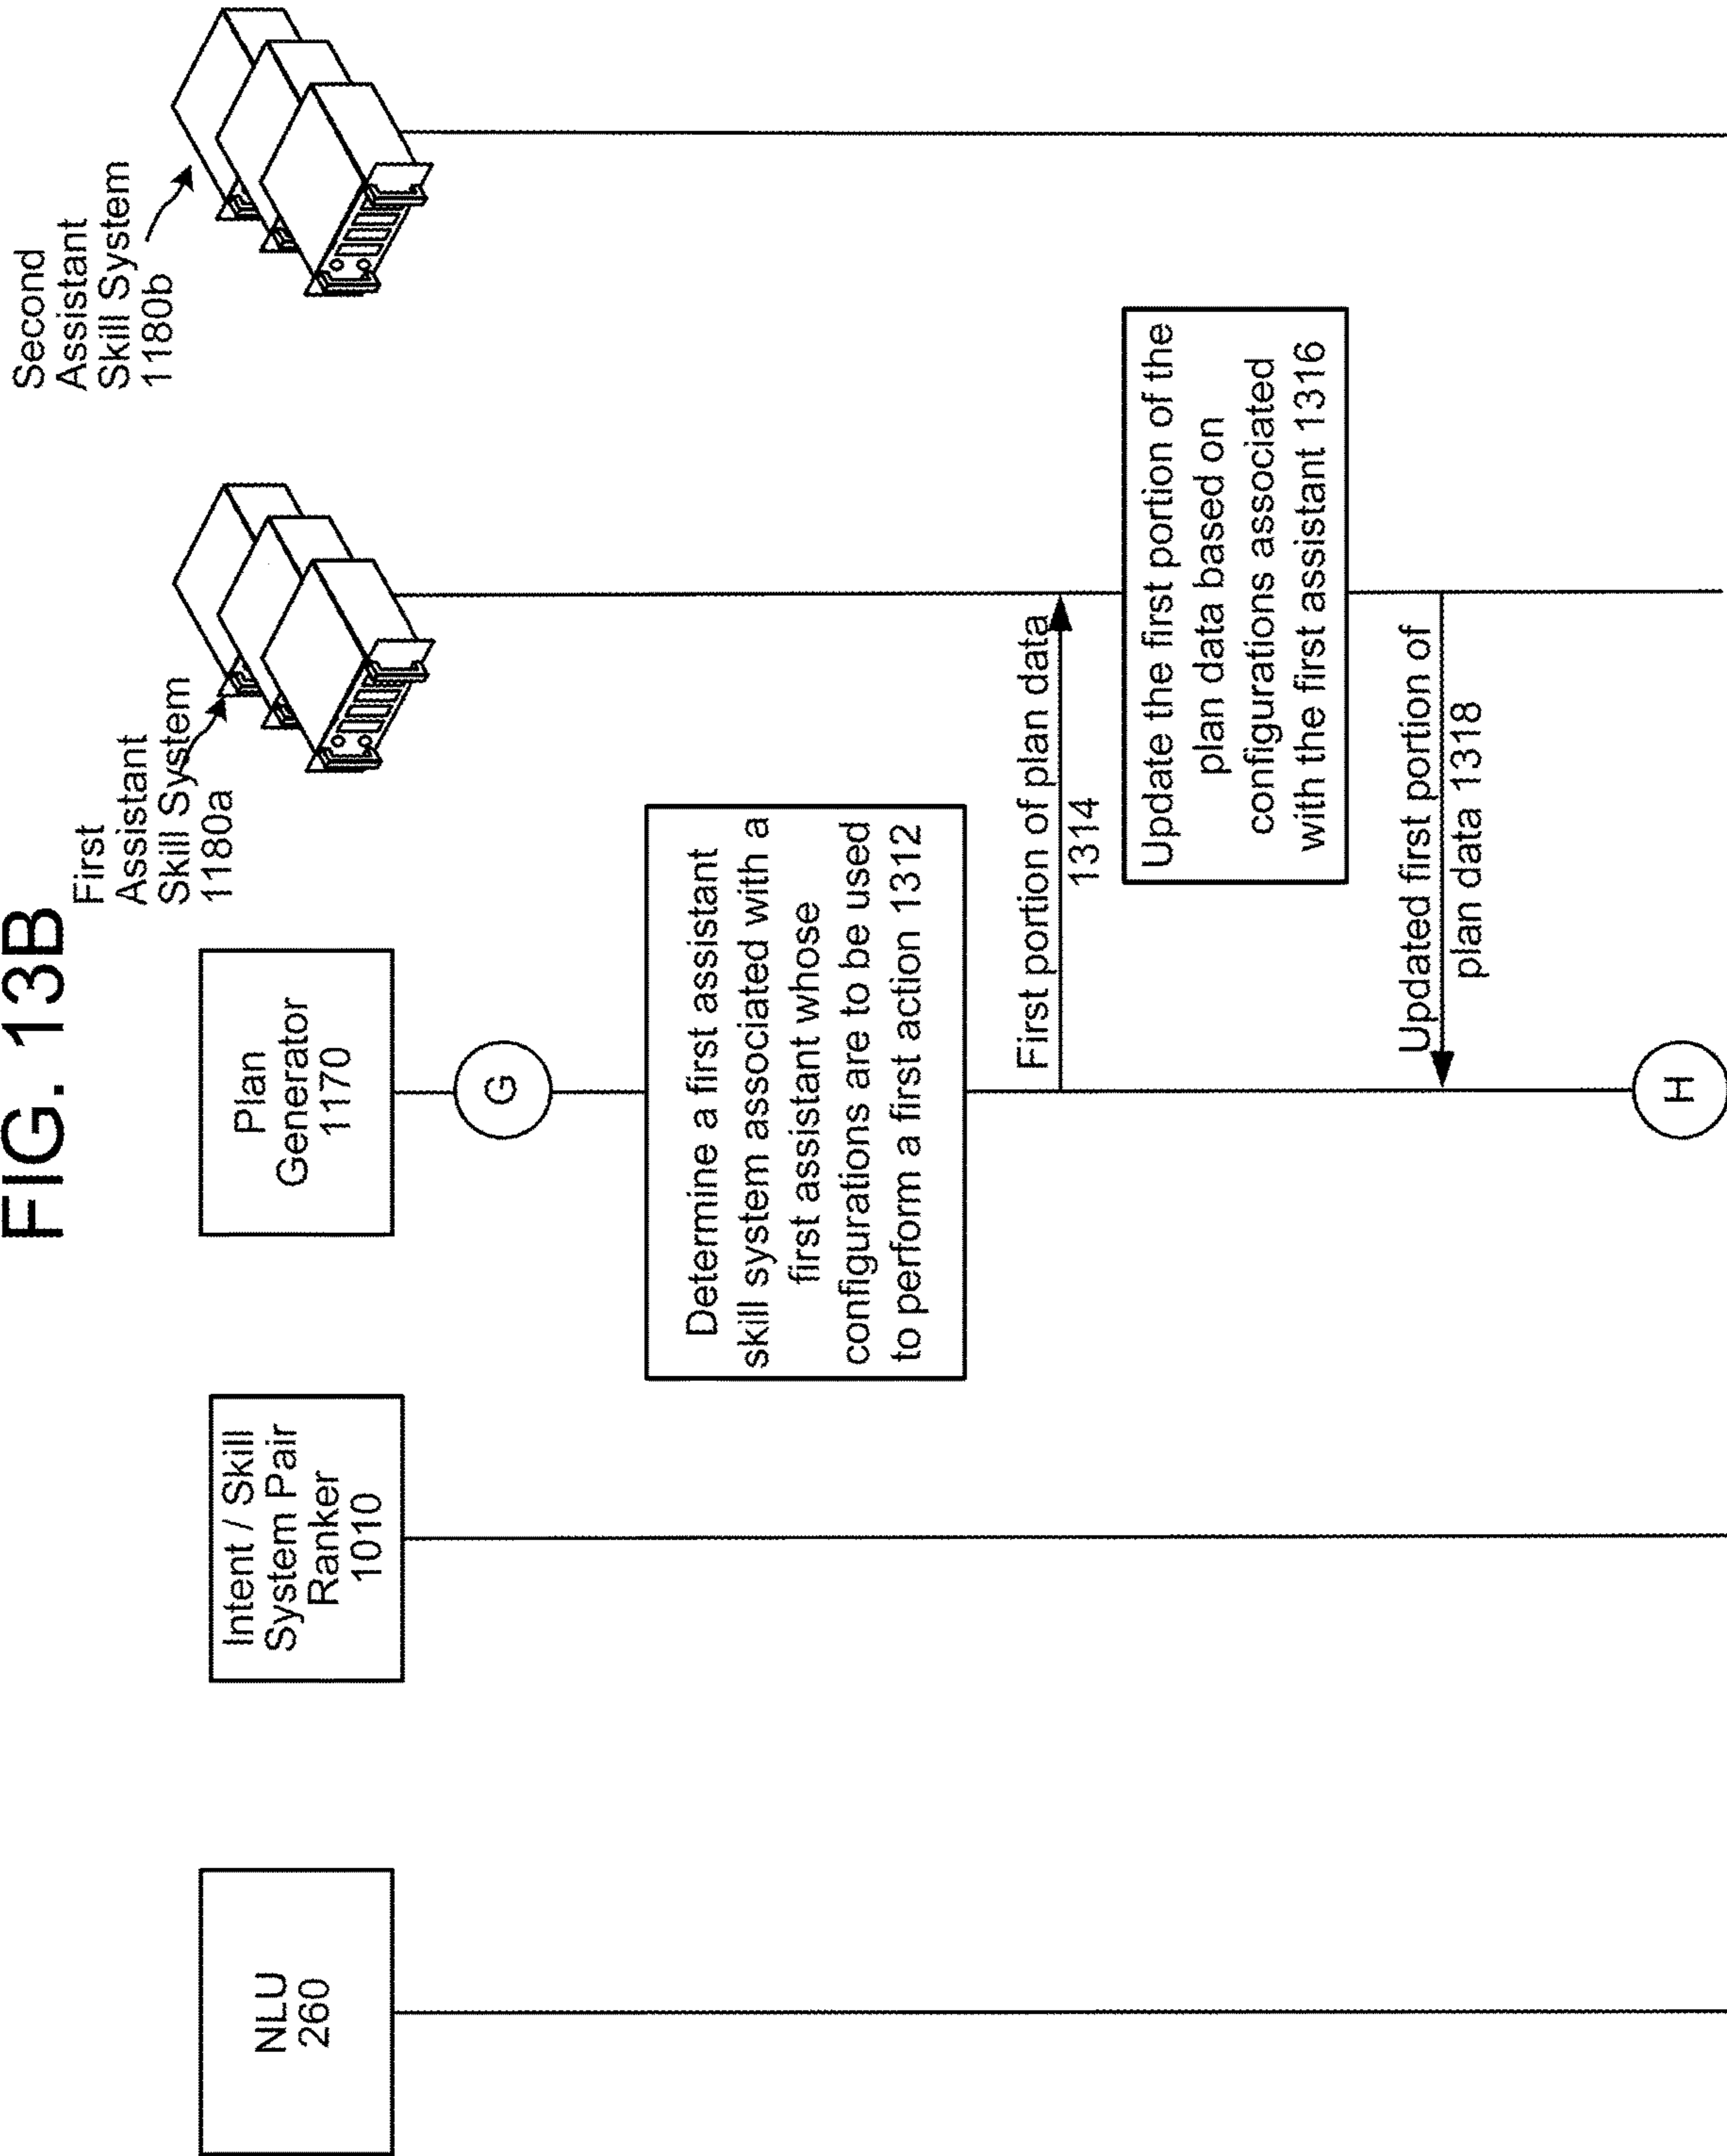 FIG. 13B
NLU
260
Intent / Skill
System Pair
Ranker
1010
Plan
Generator
1170
First
Assistant
Skill System
1180a
Second
Assistant
Skill System
1180b
G
Determine a first assistant
skill system associated with a
first assistant whose
configurations are to be used
to perform a first action 1312
First portion of plan data
1314
Update the first portion of the
plan data based on
configurations associated
with the first assistant 1316
Updated first portion of
plan data 1318
H